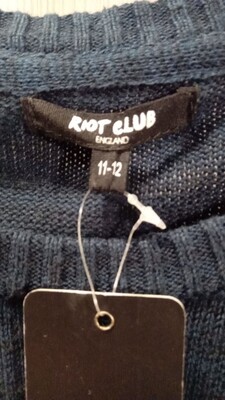 RIOT CLUB
ENGLAND
11-12